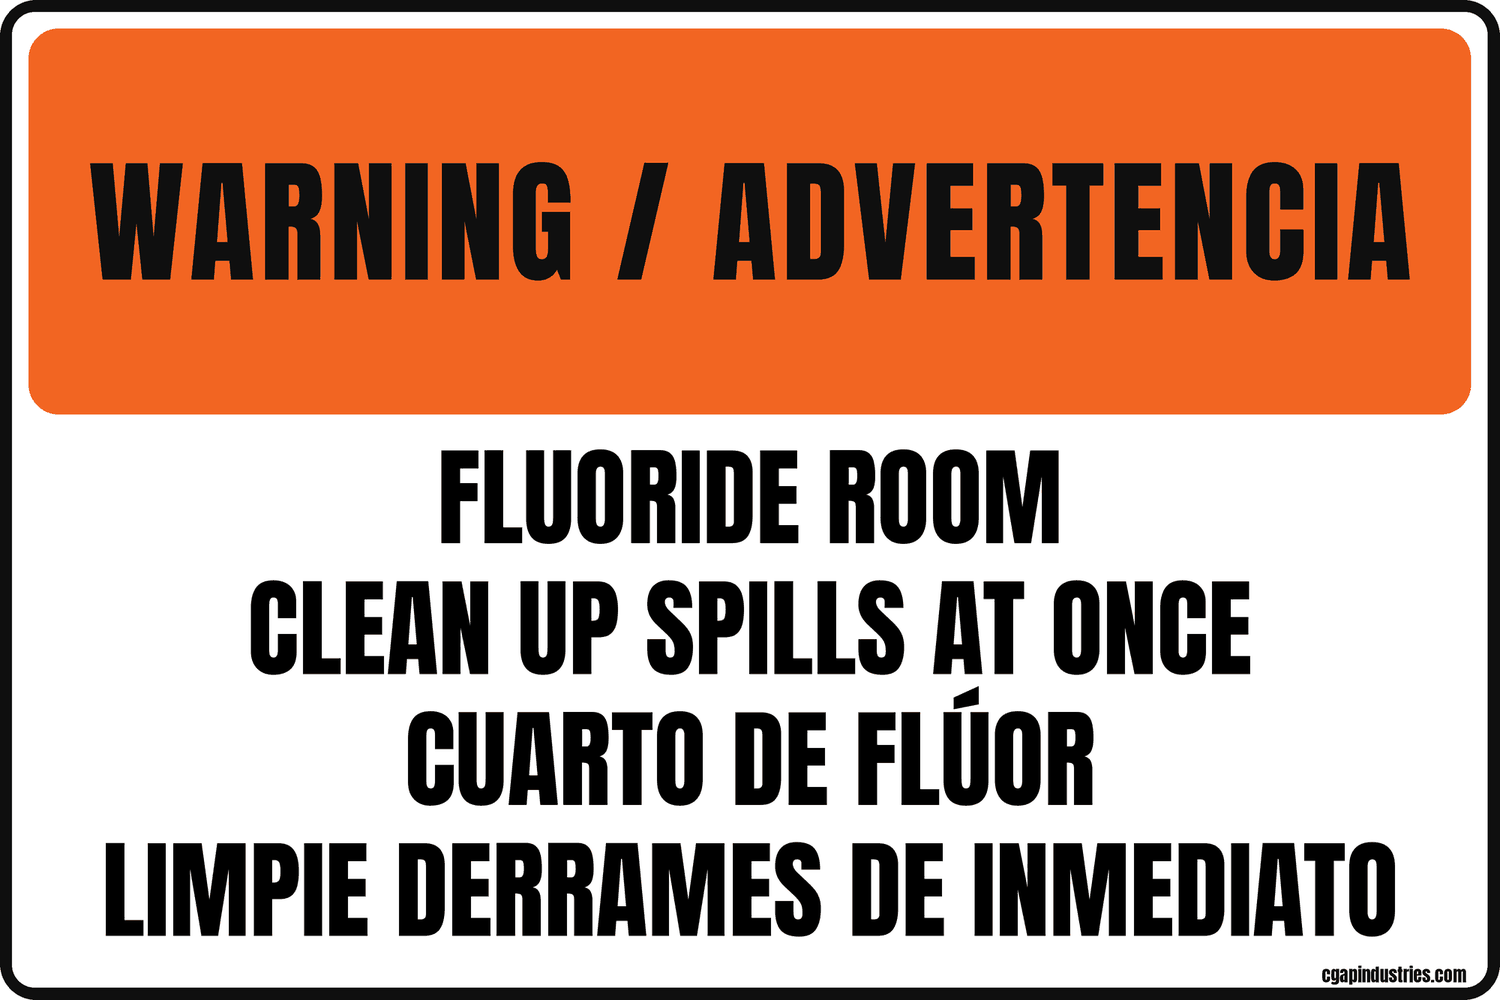 WARNING / ADVERTENCIA
FLUORIDE ROOM
CLEAN UP SPILLS AT ONCE
CUARTO DE FLÚOR
LIMPIE DERRAMES DE INMEDIATO
cgapindustries.com